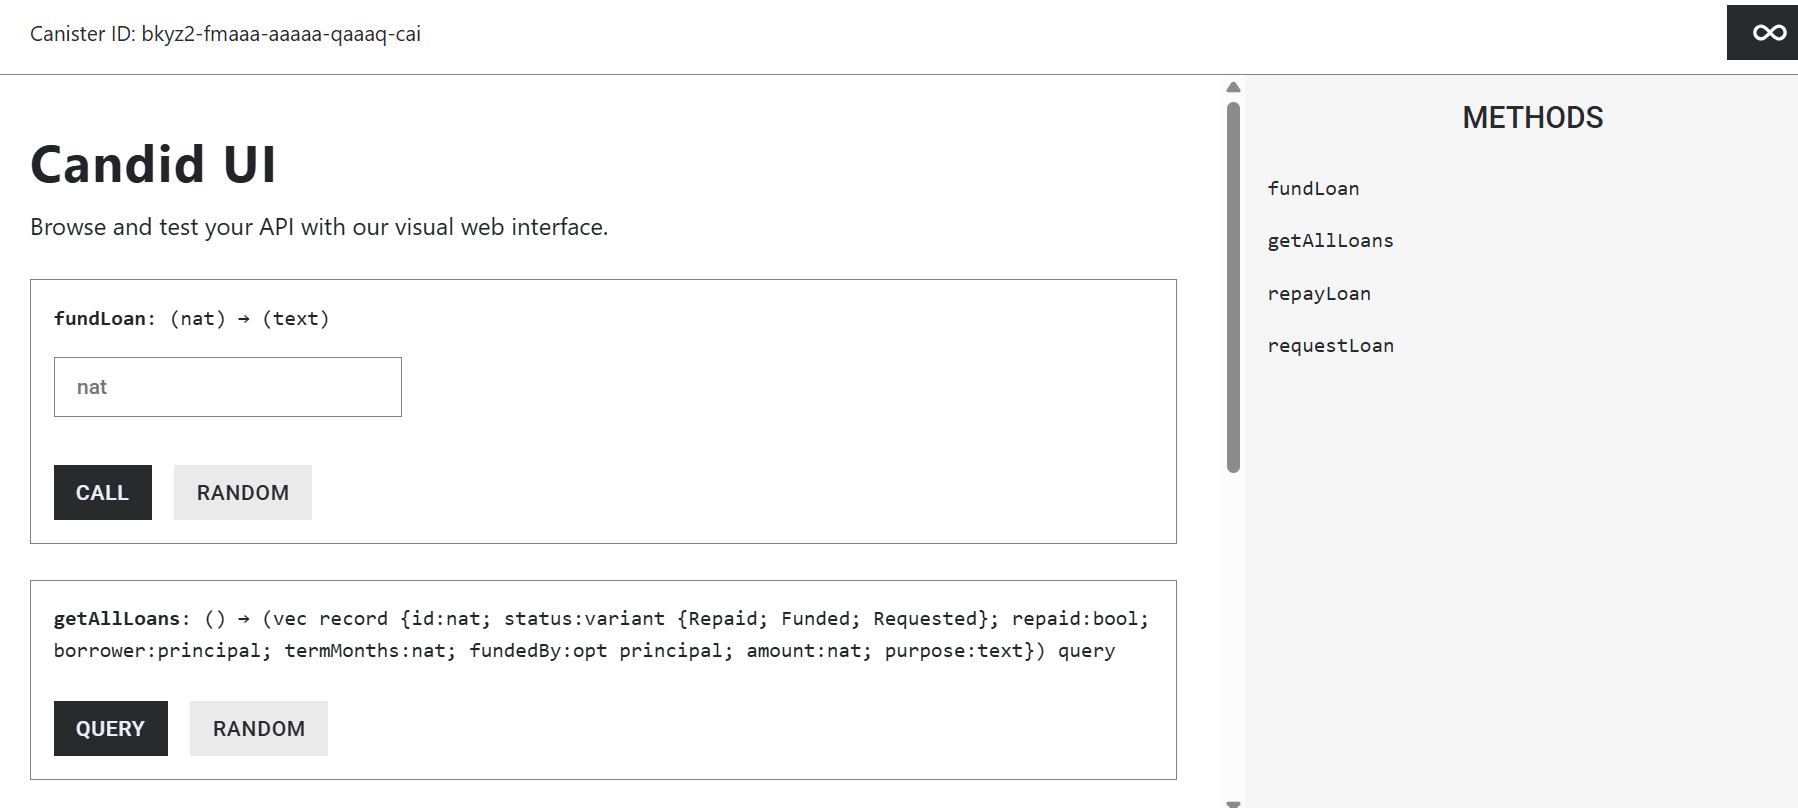 Canister ID: bkyz2-fmaaa-aaaaa-qaaaq-cai
Candid UI
Browse and test your API with our visual web interface.
fundLoan: (nat) → (text)
nat
CALL
RANDOM
getAllLoans: () → (vec record {id:nat; status:variant {Repaid; Funded; Requested}; repaid:bool;
borrower:principal; termMonths:nat; fundedBy:opt principal; amount:nat; purpose:text}) query
QUERY
RANDOM
METHODS
fundLoan
getAllLoans
repayLoan
requestLoan